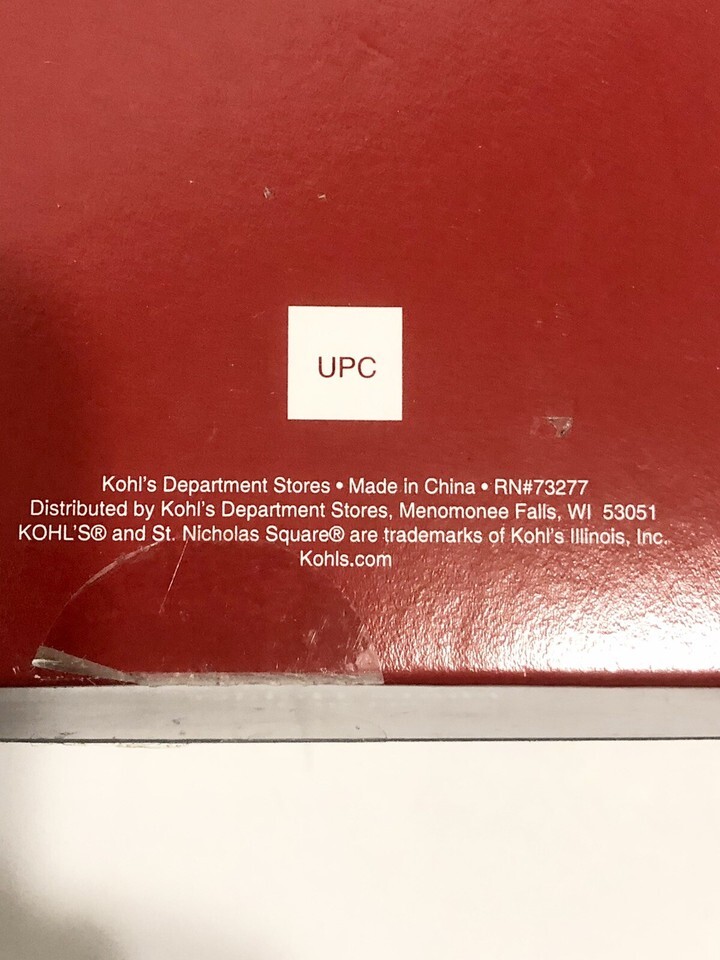 UPC
Kohl's Department Stores • Made in China • RN#73277
Distributed by Kohl's Department Stores, Menomonee Falls, WI 53051
KOHL'S® and St. Nicholas Square® are trademarks of Kohl's Illinois, Inc.
Kohls.com